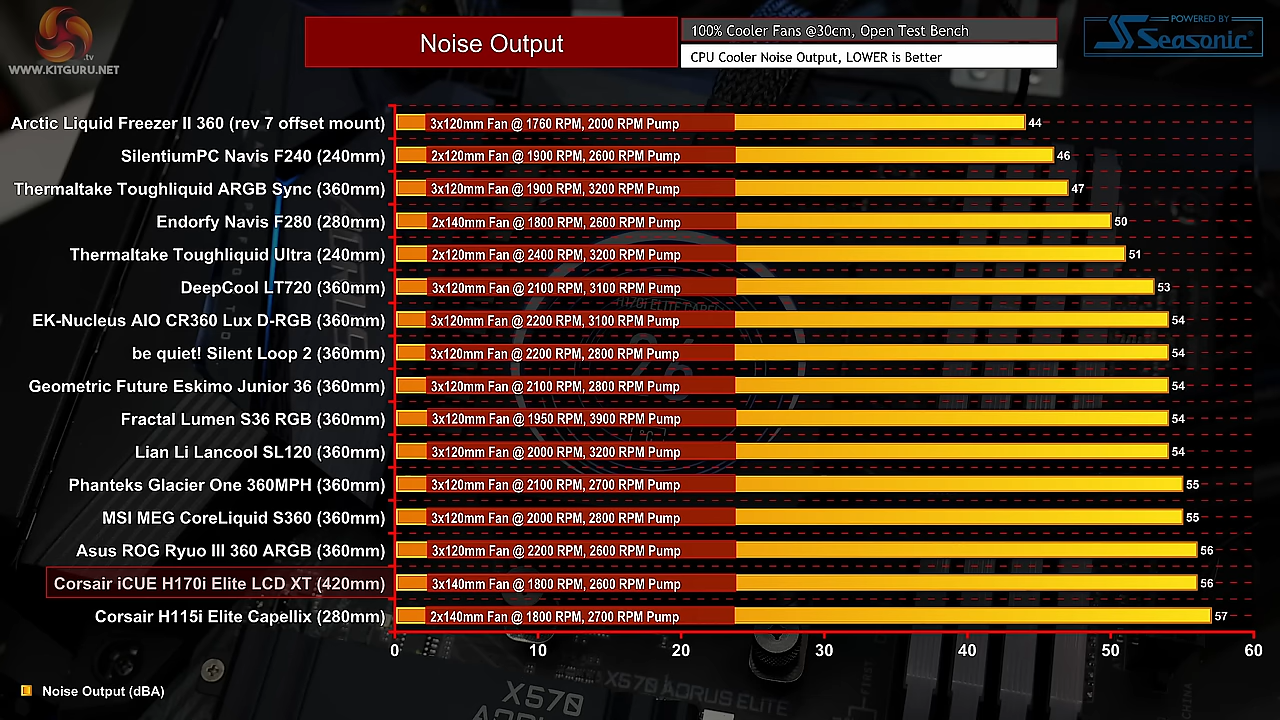 Noise Output
100% Cooler Fans @30cm, Open Test Bench
CPU Cooler Noise Output, LOWER is Better
POWERED BY
Seasonic
.tv
WWW.KITGURU.NET
Arctic Liquid Freezer II 360 (rev 7 offset mount) 3x120mm Fan @ 1760 RPM, 2000 RPM Pump 44
SilentiumPC Navis F240 (240mm) 2x120mm Fan @ 1900 RPM, 2600 RPM Pump 46
Thermaltake Toughliquid ARGB Sync (360mm) 3x120mm Fan @ 1900 RPM, 3200 RPM Pump 47
Endorfy Navis F280 (280mm) 2x140mm Fan @ 1800 RPM, 2600 RPM Pump 50
Thermaltake Toughliquid Ultra (240mm) 2x120mm Fan @ 2400 RPM, 3200 RPM Pump 51
DeepCool LT720 (360mm) 3x120mm Fan @ 2100 RPM, 3100 RPM Pump 53
EK-Nucleus AIO CR360 Lux D-RGB (360mm) 3x120mm Fan @ 2200 RPM, 3100 RPM Pump 54
be quiet! Silent Loop 2 (360mm) 3x120mm Fan @ 2200 RPM, 2800 RPM Pump 54
Geometric Future Eskimo Junior 36 (360mm) 3x120mm Fan @ 2100 RPM, 2800 RPM Pump 54
Fractal Lumen S36 RGB (360mm) 3x120mm Fan @ 1950 RPM, 3900 RPM Pump 54
Lian Li Lancool SL120 (360mm) 3x120mm Fan @ 2000 RPM, 3200 RPM Pump 54
Phanteks Glacier One 360MPH (360mm) 3x120mm Fan @ 2100 RPM, 2700 RPM Pump 55
MSI MEG CoreLiquid S360 (360mm) 3x120mm Fan @ 2000 RPM, 2800 RPM Pump 55
Asus ROG Ryuo III 360 ARGB (360mm) 3x120mm Fan @ 2200 RPM, 2600 RPM Pump 56
Corsair iCUE H170i Elite LCD XT (420mm) 3x140mm Fan @ 1800 RPM, 2600 RPM Pump 56
Corsair H115i Elite Capellix (280mm) 2x140mm Fan @ 1800 RPM, 2700 RPM Pump 57
0 10 20 30 40 50 60
Noise Output (dBA)
X570
X570 AORUS ELITE